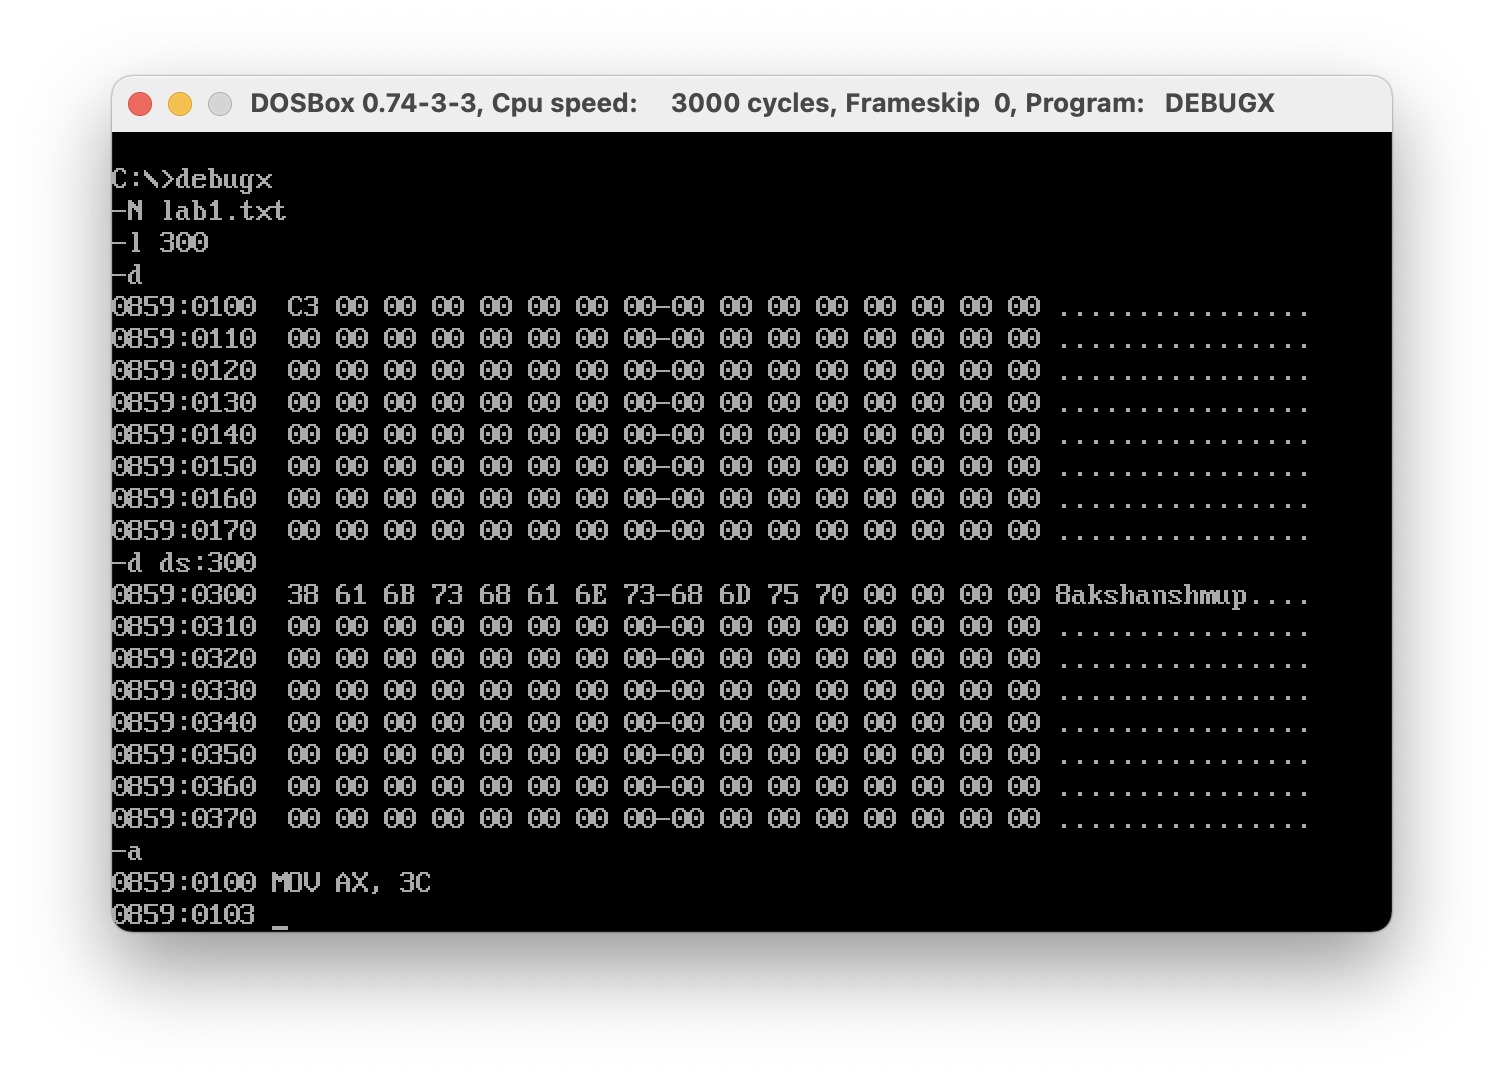 DOSBox 0.74-3-3, Cpu speed:    3000 cycles, Frameskip  0, Program:   DEBUGX
C:\>debugx
-N lab1.txt
-l 300
-d
0859:0100  C3 00 00 00 00 00 00 00-00 00 00 00 00 00 00 00 ................
0859:0110  00 00 00 00 00 00 00 00-00 00 00 00 00 00 00 00 ................
0859:0120  00 00 00 00 00 00 00 00-00 00 00 00 00 00 00 00 ................
0859:0130  00 00 00 00 00 00 00 00-00 00 00 00 00 00 00 00 ................
0859:0140  00 00 00 00 00 00 00 00-00 00 00 00 00 00 00 00 ................
0859:0150  00 00 00 00 00 00 00 00-00 00 00 00 00 00 00 00 ................
0859:0160  00 00 00 00 00 00 00 00-00 00 00 00 00 00 00 00 ................
0859:0170  00 00 00 00 00 00 00 00-00 00 00 00 00 00 00 00 ................
-d ds:300
0859:0300  38 61 6B 73 68 61 6E 73-68 6D 75 70 00 00 00 00 8akshanshmup....
0859:0310  00 00 00 00 00 00 00 00-00 00 00 00 00 00 00 00 ................
0859:0320  00 00 00 00 00 00 00 00-00 00 00 00 00 00 00 00 ................
0859:0330  00 00 00 00 00 00 00 00-00 00 00 00 00 00 00 00 ................
0859:0340  00 00 00 00 00 00 00 00-00 00 00 00 00 00 00 00 ................
0859:0350  00 00 00 00 00 00 00 00-00 00 00 00 00 00 00 00 ................
0859:0360  00 00 00 00 00 00 00 00-00 00 00 00 00 00 00 00 ................
0859:0370  00 00 00 00 00 00 00 00-00 00 00 00 00 00 00 00 ................
-a
0859:0100 MOV AX, 3C
0859:0103 _